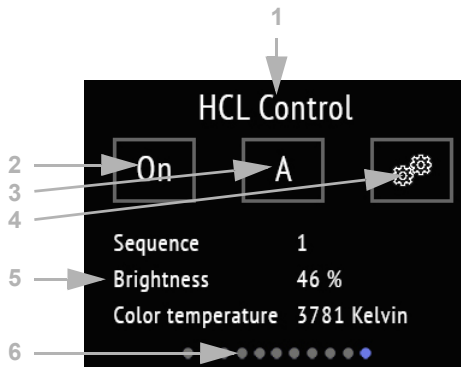 1
HCL Control
2 On A
3
4
Sequence 1
5 Brightness 46 %
Color temperature 3781 Kelvin
6